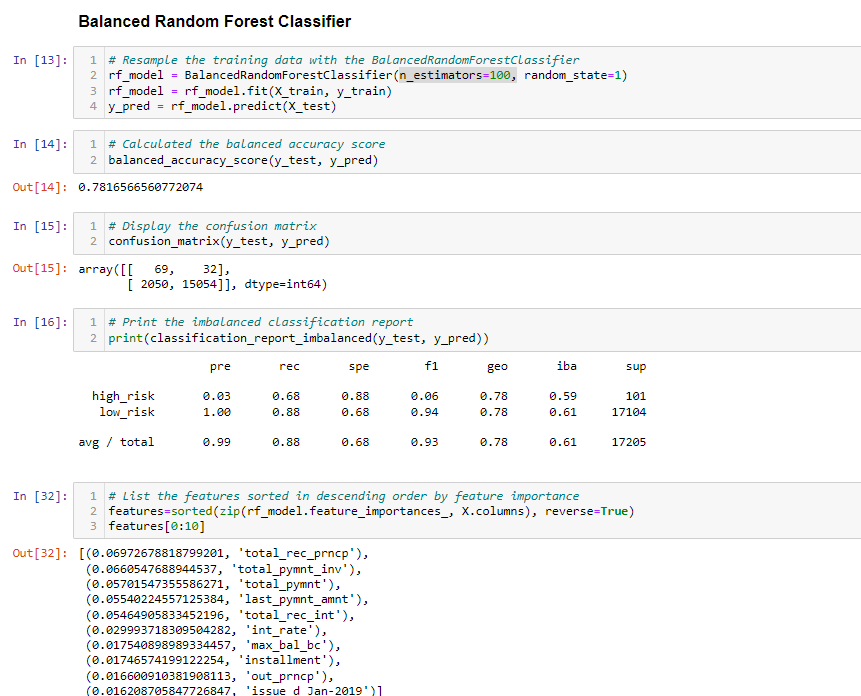 Balanced Random Forest Classifier
In [13]: 1 # Resample the training data with the BalancedRandomForestClassifier
2 rf_model = BalancedRandomForestClassifier(n_estimators=100, random_state=1)
3 rf_model = rf_model.fit(X_train, y_train)
4 y_pred = rf_model.predict(X_test)
In [14]: 1 # Calculated the balanced accuracy score
2 balanced_accuracy_score(y_test, y_pred)
Out[14]: 0.7816566560772074
In [15]: 1 # Display the confusion matrix
2 confusion_matrix(y_test, y_pred)
Out[15]: array([[ 69, 32],
[ 2050, 15054]], dtype=int64)
In [16]: 1 # Print the imbalanced classification report
2 print(classification_report_imbalanced(y_test, y_pred))
pre rec spe f1 geo iba sup
high_risk 0.03 0.68 0.88 0.06 0.78 0.59 101
low_risk 1.00 0.88 0.68 0.94 0.78 0.61 17104
avg / total 0.99 0.88 0.68 0.93 0.78 0.61 17205
In [32]: 1 # List the features sorted in descending order by feature importance
2 features=sorted(zip(rf_model.feature_importances_, X.columns), reverse=True)
3 features[0:10]
Out[32]: [(0.06972678818799201, 'total_rec_prncp'),
(0.0660547688944537, 'total_pymnt_inv'),
(0.05701547355586271, 'total_pymnt'),
(0.05540224557125384, 'last_pymnt_amnt'),
(0.05464905833452196, 'total_rec_int'),
(0.029993718309504282, 'int_rate'),
(0.017540898989334457, 'max_bal_bc'),
(0.01746574199122254, 'installment'),
(0.016600910381908113, 'out_prncp'),
(0.016208705847726847, 'issue_d_Jan-2019')]